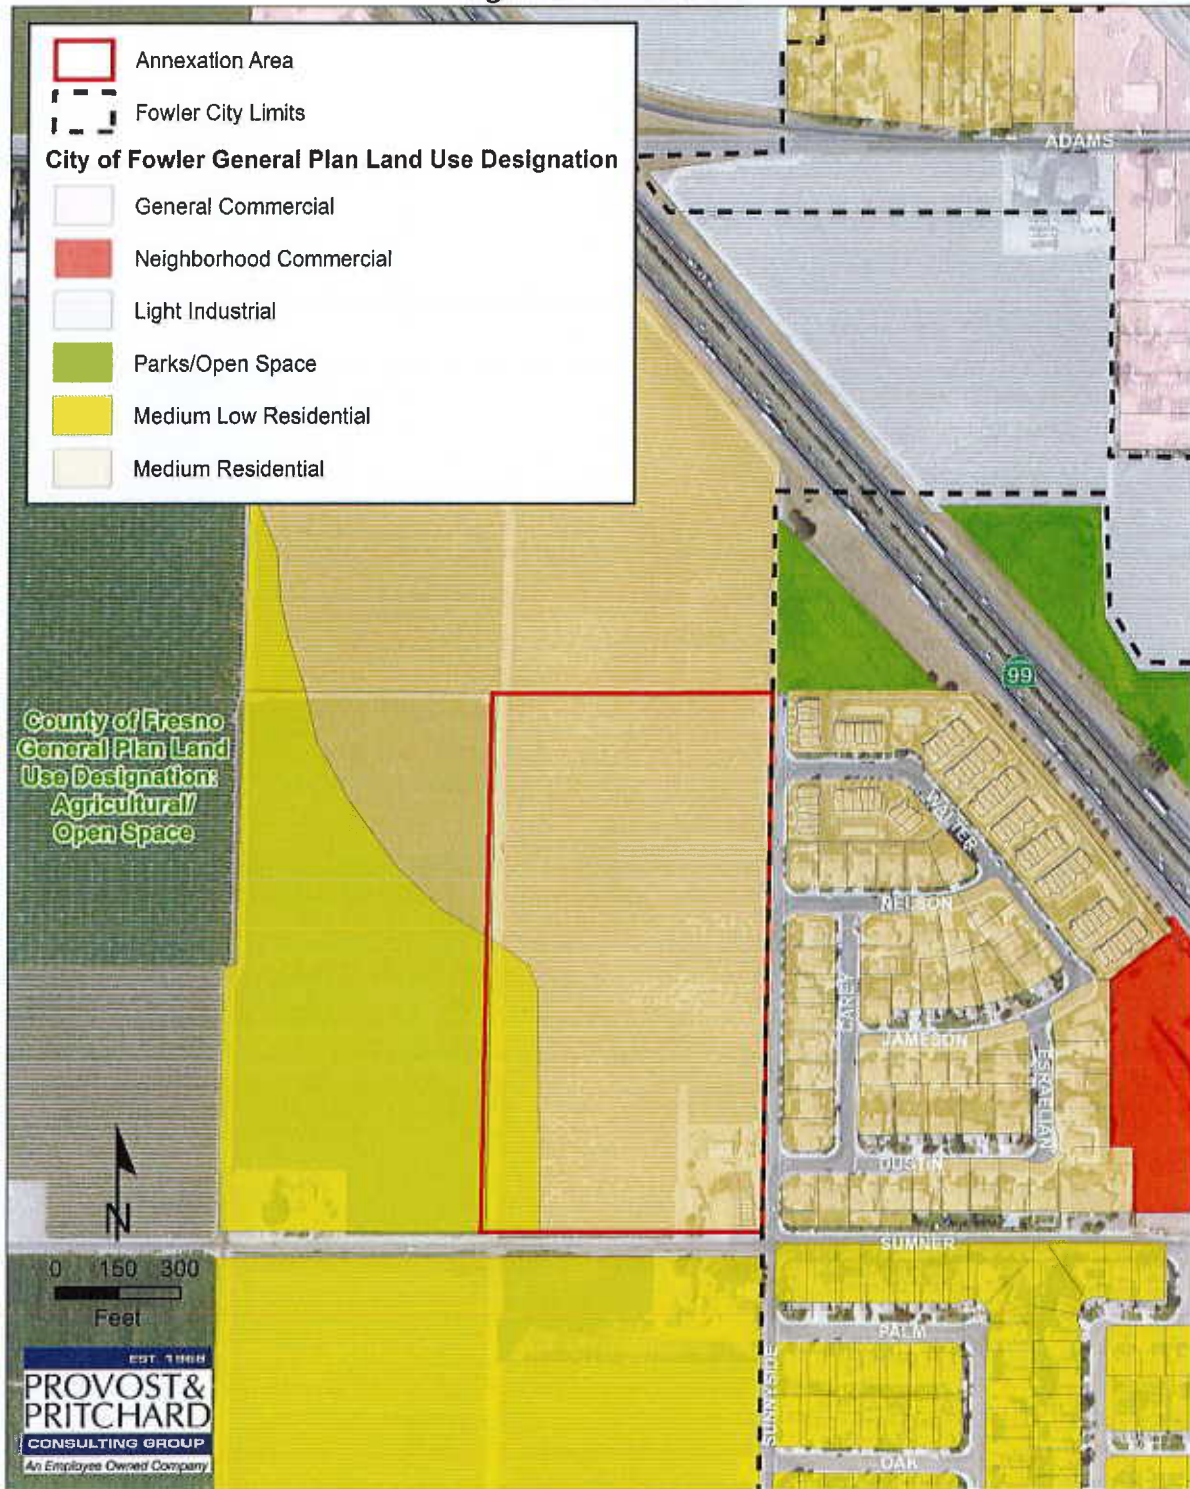 Annexation Area
Fowler City Limits
City of Fowler General Plan Land Use Designation
General Commercial
Neighborhood Commercial
Light Industrial
Parks/Open Space
Medium Low Residential
Medium Residential
ADAMS
99
County of Fresno
General Plan Land
Use Designation:
Agricultural/
Open Space
WALTER
NELSON
CAREY
JAMESON
ESRAELIAN
DUSTIN
SUMNER
PALM
SUNNYSIDE
OAK
N
0 150 300
Feet
EST. 1968
PROVOST&
PRITCHARD
CONSULTING GROUP
An Employee Owned Company